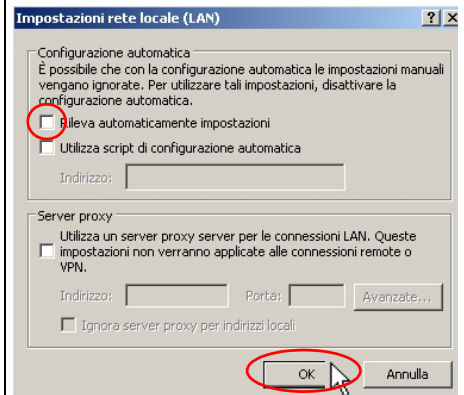 Impostazioni rete locale (LAN)
Configurazione automatica
È possibile che con la configurazione automatica le impostazioni manuali
vengano ignorate. Per utilizzare tali impostazioni, disattivare la
configurazione automatica.
Rileva automaticamente impostazioni
Utilizza script di configurazione automatica
Indirizzo:
Server proxy
Utilizza un server proxy server per le connessioni LAN. Queste
impostazioni non verranno applicate alle connessioni remote o
VPN.
Indirizzo: Porta: Avanzate...
Ignora server proxy per indirizzi locali
OK Annulla